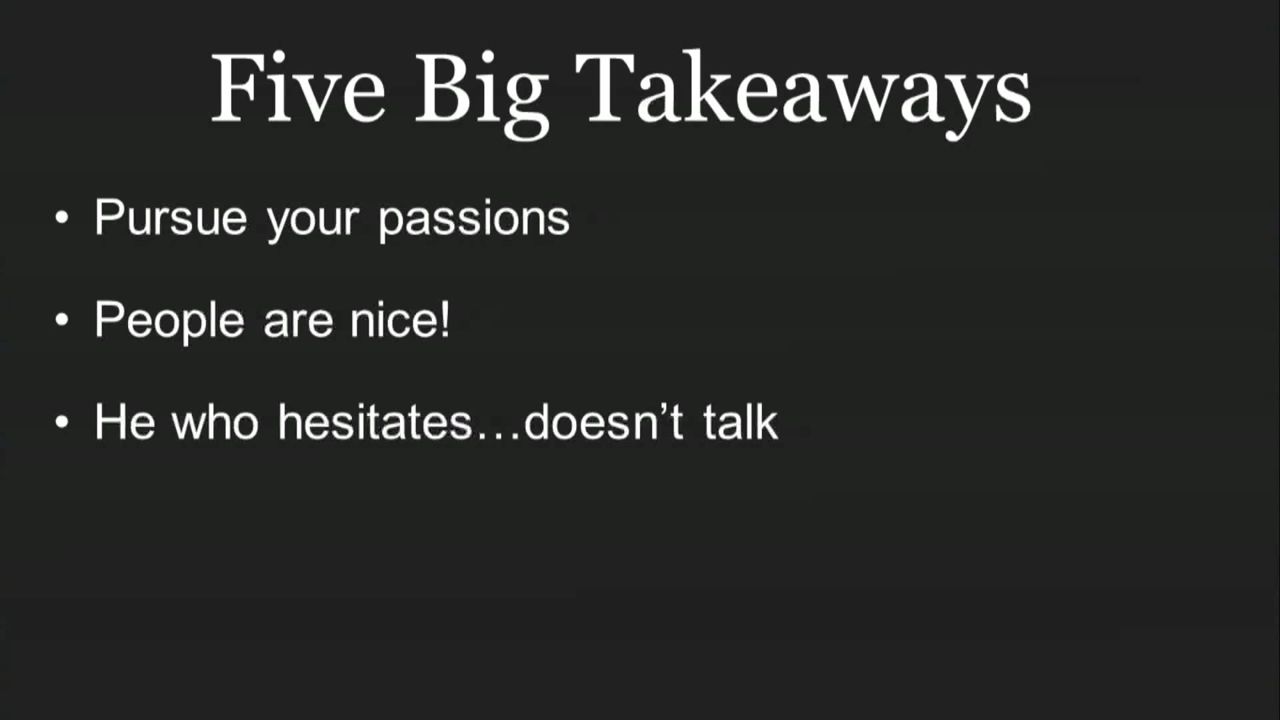 Five Big Takeaways
• Pursue your passions
• People are nice!
• He who hesitates…doesn’t talk